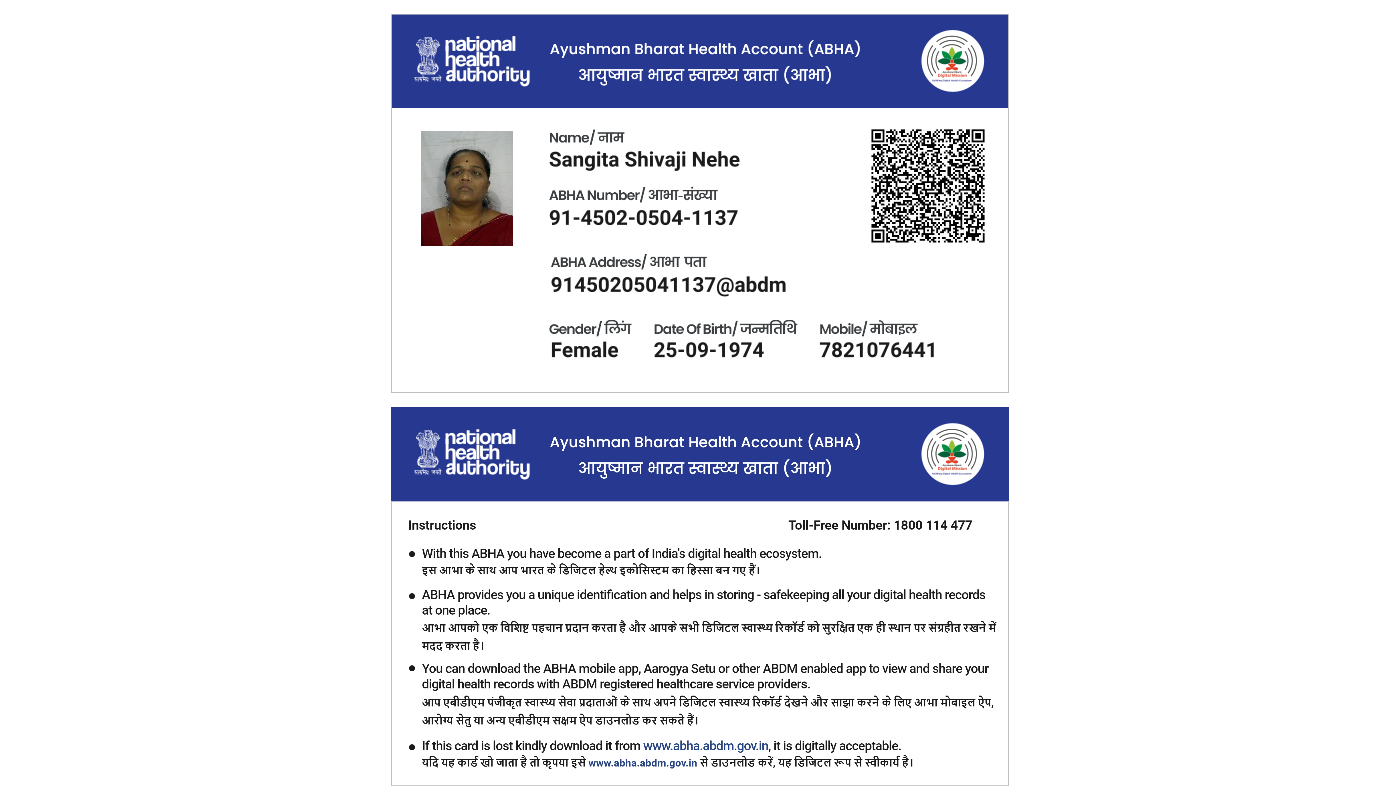 national
health
authority
सत्यमेव जयते
Ayushman Bharat Health Account (ABHA)
आयुष्मान भारत स्वास्थ्य खाता (आभा)
Digital Mission
Name/ नाम
Sangita Shivaji Nehe
ABHA Number/ आभा-संख्या
91-4502-0504-1137
ABHA Address/ आभा पता
91450205041137@abdm
Gender/ लिंग Date Of Birth/ जन्मतिथि Mobile/ मोबाइल
Female 25-09-1974 7821076441
national
health
authority
सत्यमेव जयते
Ayushman Bharat Health Account (ABHA)
आयुष्मान भारत स्वास्थ्य खाता (आभा)
Digital Mission
Instructions Toll-Free Number: 1800 114 477
● With this ABHA you have become a part of India's digital health ecosystem.
इस आभा के साथ आप भारत के डिजिटल हेल्थ इकोसिस्टम का हिस्सा बन गए हैं।
● ABHA provides you a unique identification and helps in storing - safekeeping all your digital health records
at one place.
आभा आपको एक विशिष्ट पहचान प्रदान करता है और आपके सभी डिजिटल स्वास्थ्य रिकॉर्ड को सुरक्षित एक ही स्थान पर संग्रहीत रखने में
मदद करता है।
● You can download the ABHA mobile app, Aarogya Setu or other ABDM enabled app to view and share your
digital health records with ABDM registered healthcare service providers.
आप एबीडीएम पंजीकृत स्वास्थ्य सेवा प्रदाताओं के साथ अपने डिजिटल स्वास्थ्य रिकॉर्ड देखने और साझा करने के लिए आभा मोबाइल ऐप,
आरोग्य सेतु या अन्य एबीडीएम सक्षम ऐप डाउनलोड कर सकते हैं।
● If this card is lost kindly download it from www.abha.abdm.gov.in, it is digitally acceptable.
यदि यह कार्ड खो जाता है तो कृपया इसे www.abha.abdm.gov.in से डाउनलोड करें, यह डिजिटल रूप से स्वीकार्य है।